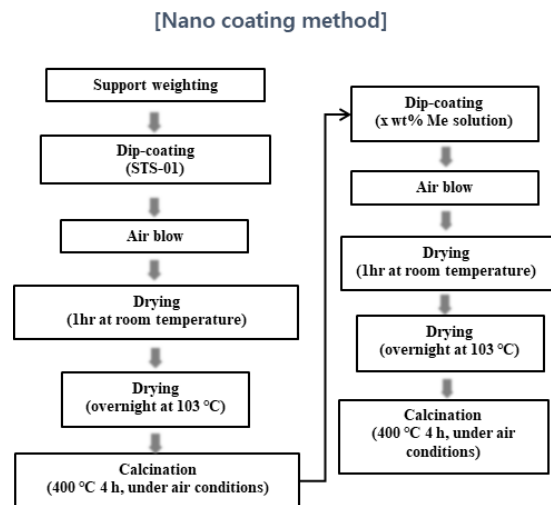 [Nano coating method]
Support weighting
Dip-coating
(STS-01)
Air blow
Drying
(1hr at room temperature)
Drying
(overnight at 103 °C)
Calcination
(400 °C 4 h, under air conditions)
Dip-coating
(x wt% Me solution)
Air blow
Drying
(1hr at room temperature)
Drying
(overnight at 103 °C)
Calcination
(400 °C 4 h, under air
conditions)